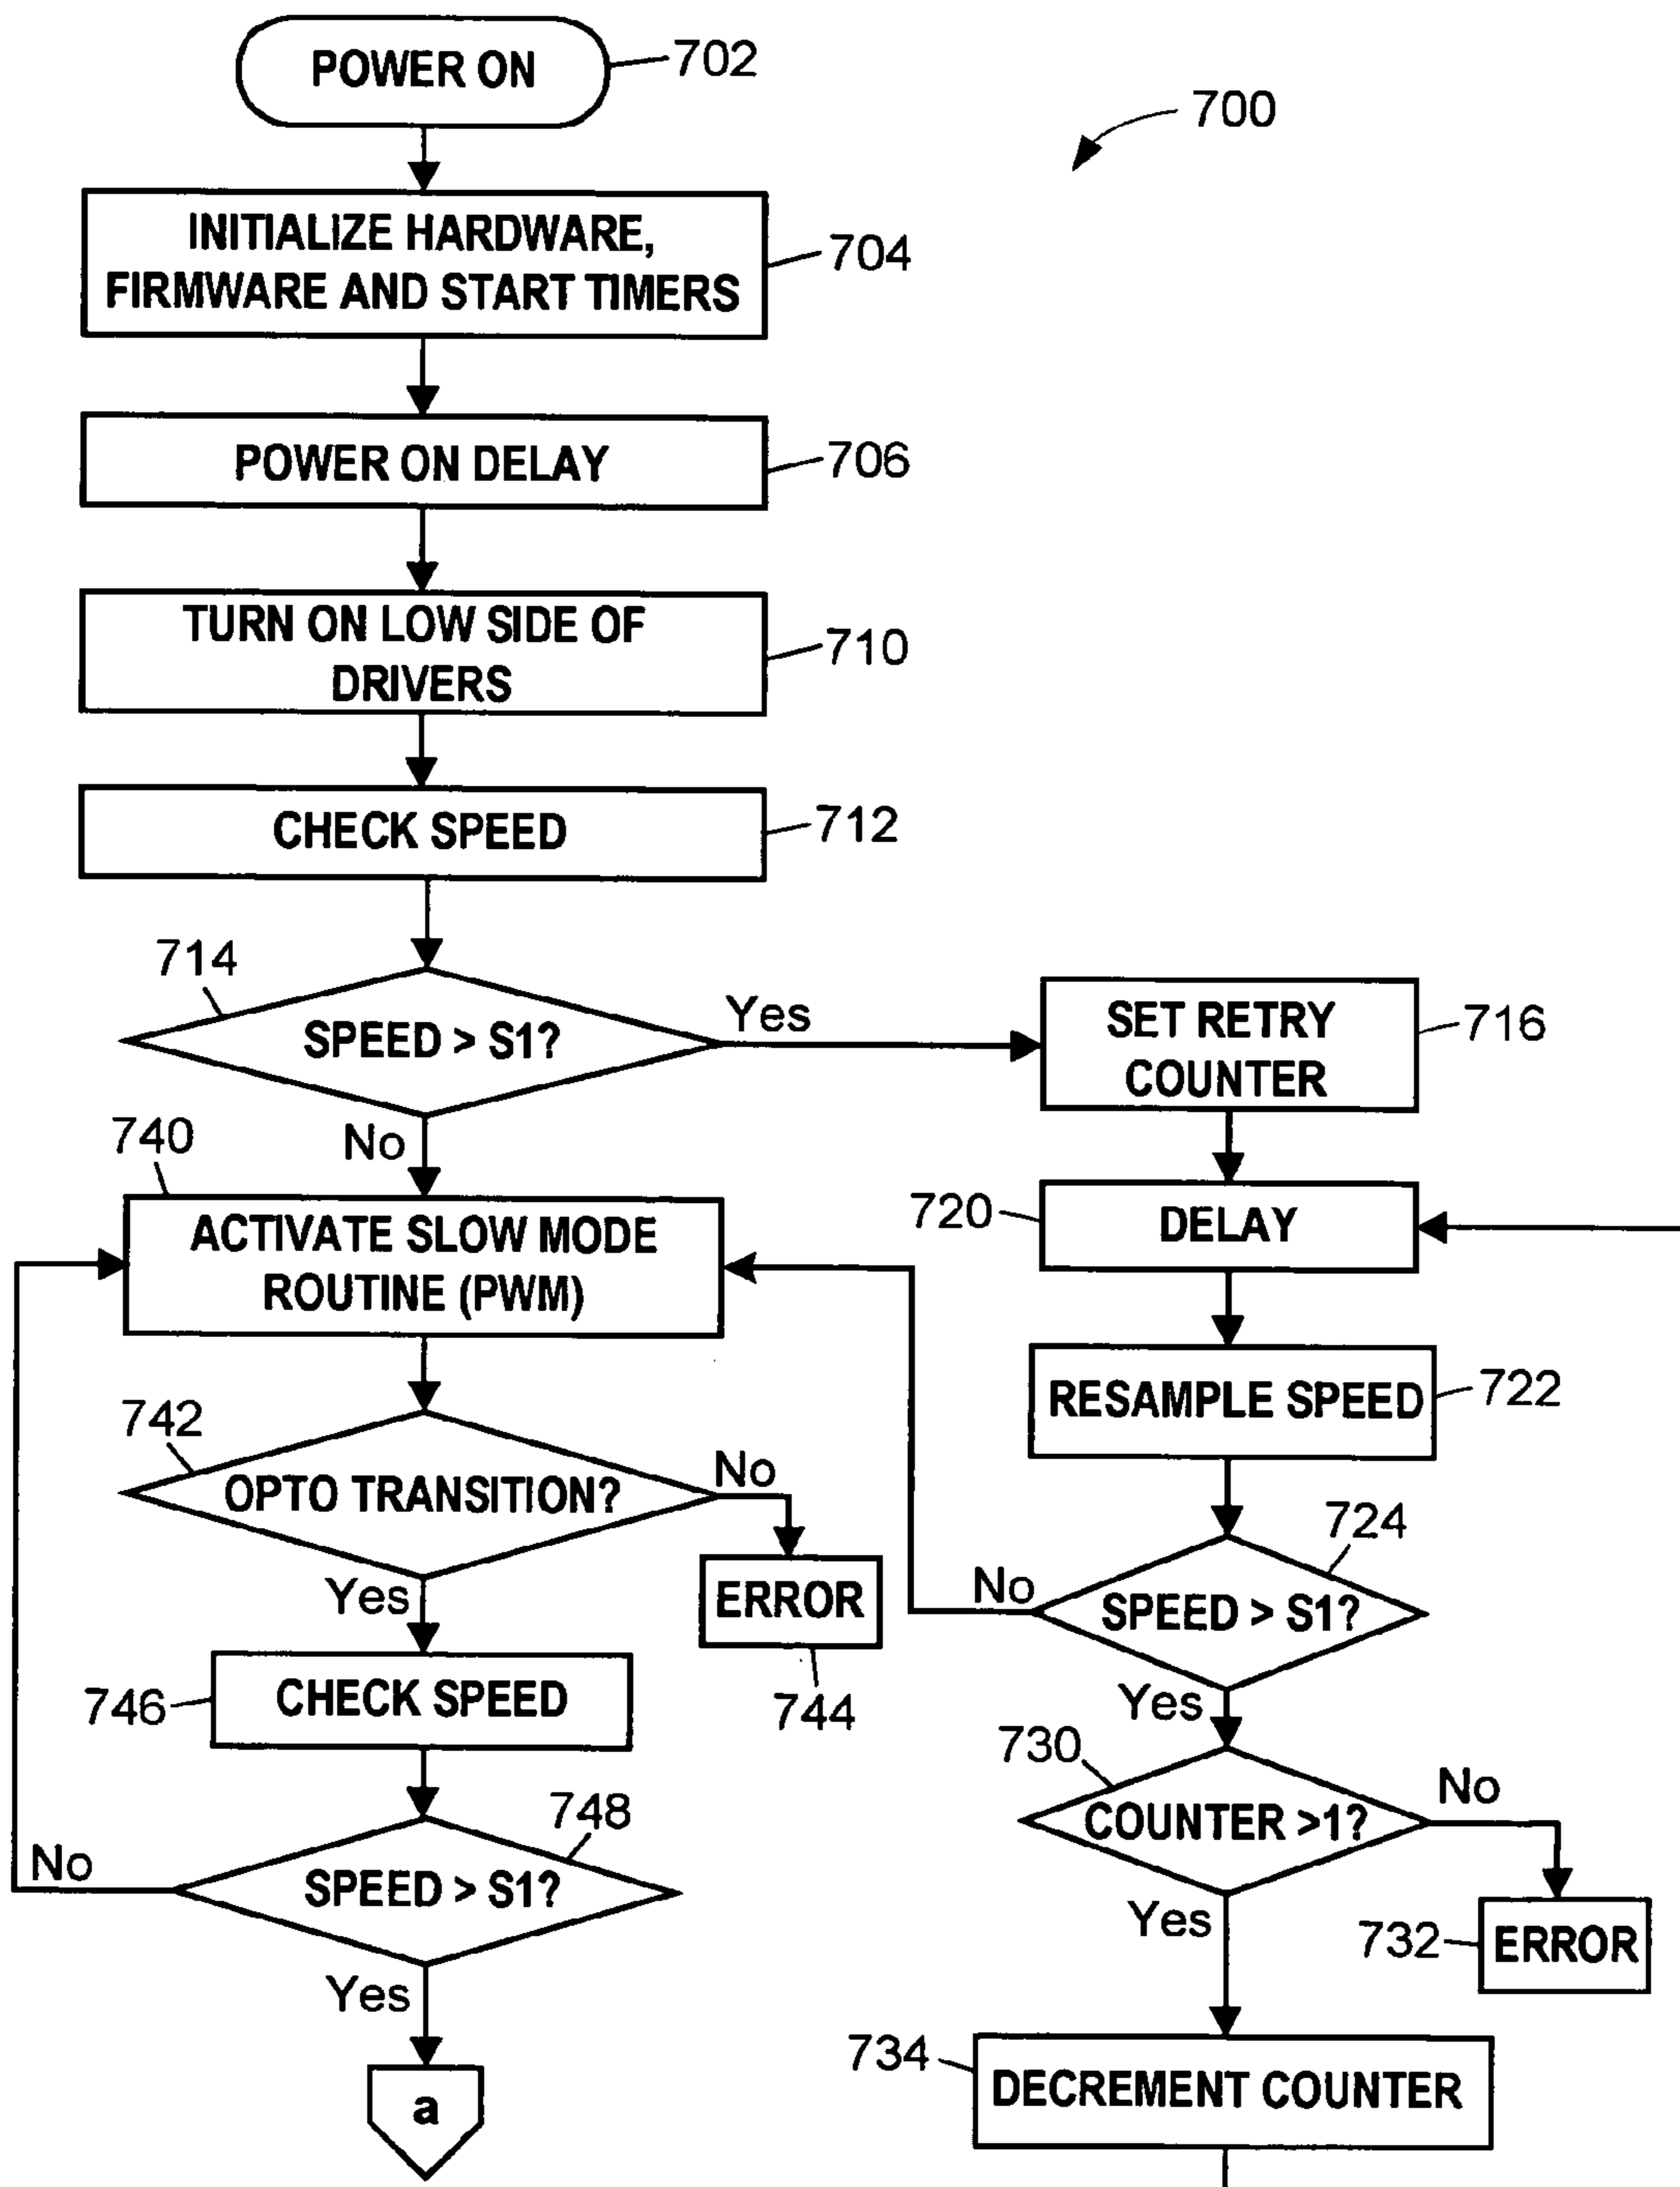 POWER ON
702
700
INITIALIZE HARDWARE,
FIRMWARE AND START TIMERS
704
POWER ON DELAY
706
TURN ON LOW SIDE OF
DRIVERS
710
CHECK SPEED
712
714
SPEED > S1?
Yes
No
SET RETRY
COUNTER
716
740
ACTIVATE SLOW MODE
ROUTINE (PWM)
720
DELAY
RESAMPLE SPEED
722
742
OPTO TRANSITION?
No
Yes
ERROR
744
724
SPEED > S1?
No
Yes
746
CHECK SPEED
748
SPEED > S1?
No
Yes
a
730
COUNTER >1?
No
Yes
732
ERROR
734
DECREMENT COUNTER